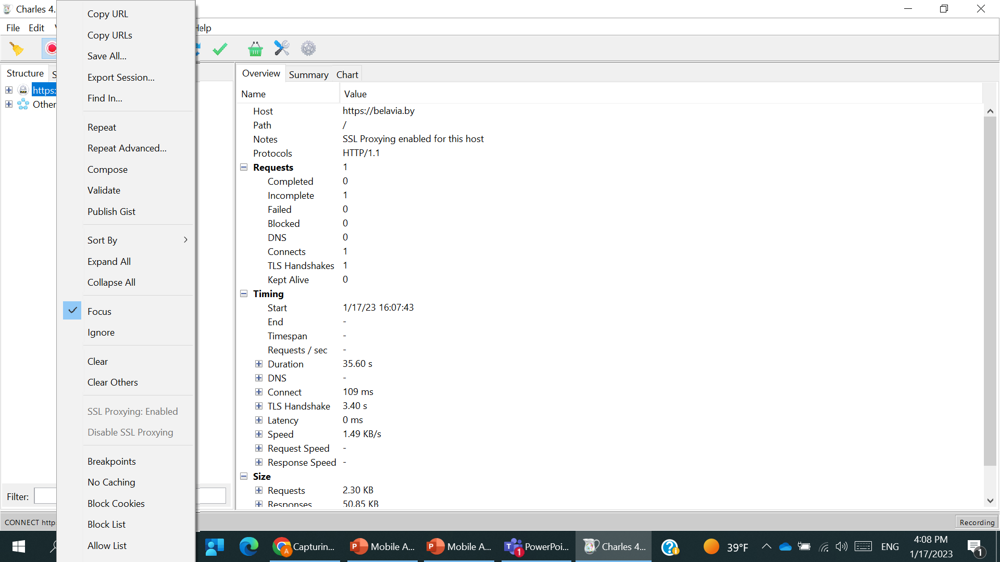 Charles 4.
File Edit Help
Copy URL
Copy URLs
Save All...
Export Session...
Find In...
Repeat
Repeat Advanced...
Compose
Validate
Publish Gist
Sort By
Expand All
Collapse All
Focus
Ignore
Clear
Clear Others
SSL Proxying: Enabled
Disable SSL Proxying
Breakpoints
No Caching
Block Cookies
Block List
Allow List
Structure S
https:
Other
Filter:
Overview Summary Chart
Name Value
Host https://belavia.by
Path /
Notes SSL Proxying enabled for this host
Protocols HTTP/1.1
Requests 1
Completed 0
Incomplete 1
Failed 0
Blocked 0
DNS 0
Connects 1
TLS Handshakes 1
Kept Alive 0
Timing
Start 1/17/23 16:07:43
End -
Timespan -
Requests / sec -
Duration 35.60 s
DNS -
Connect 109 ms
TLS Handshake 3.40 s
Latency 0 ms
Speed 1.49 KB/s
Request Speed -
Response Speed -
Size
Requests 2.30 KB
Responses 50.85 KB
CONNECT http
Recording
Capturin... Mobile A... Mobile A... 1 PowerPoi... Charles 4... 39°F ENG 4:08 PM
1/17/2023 1